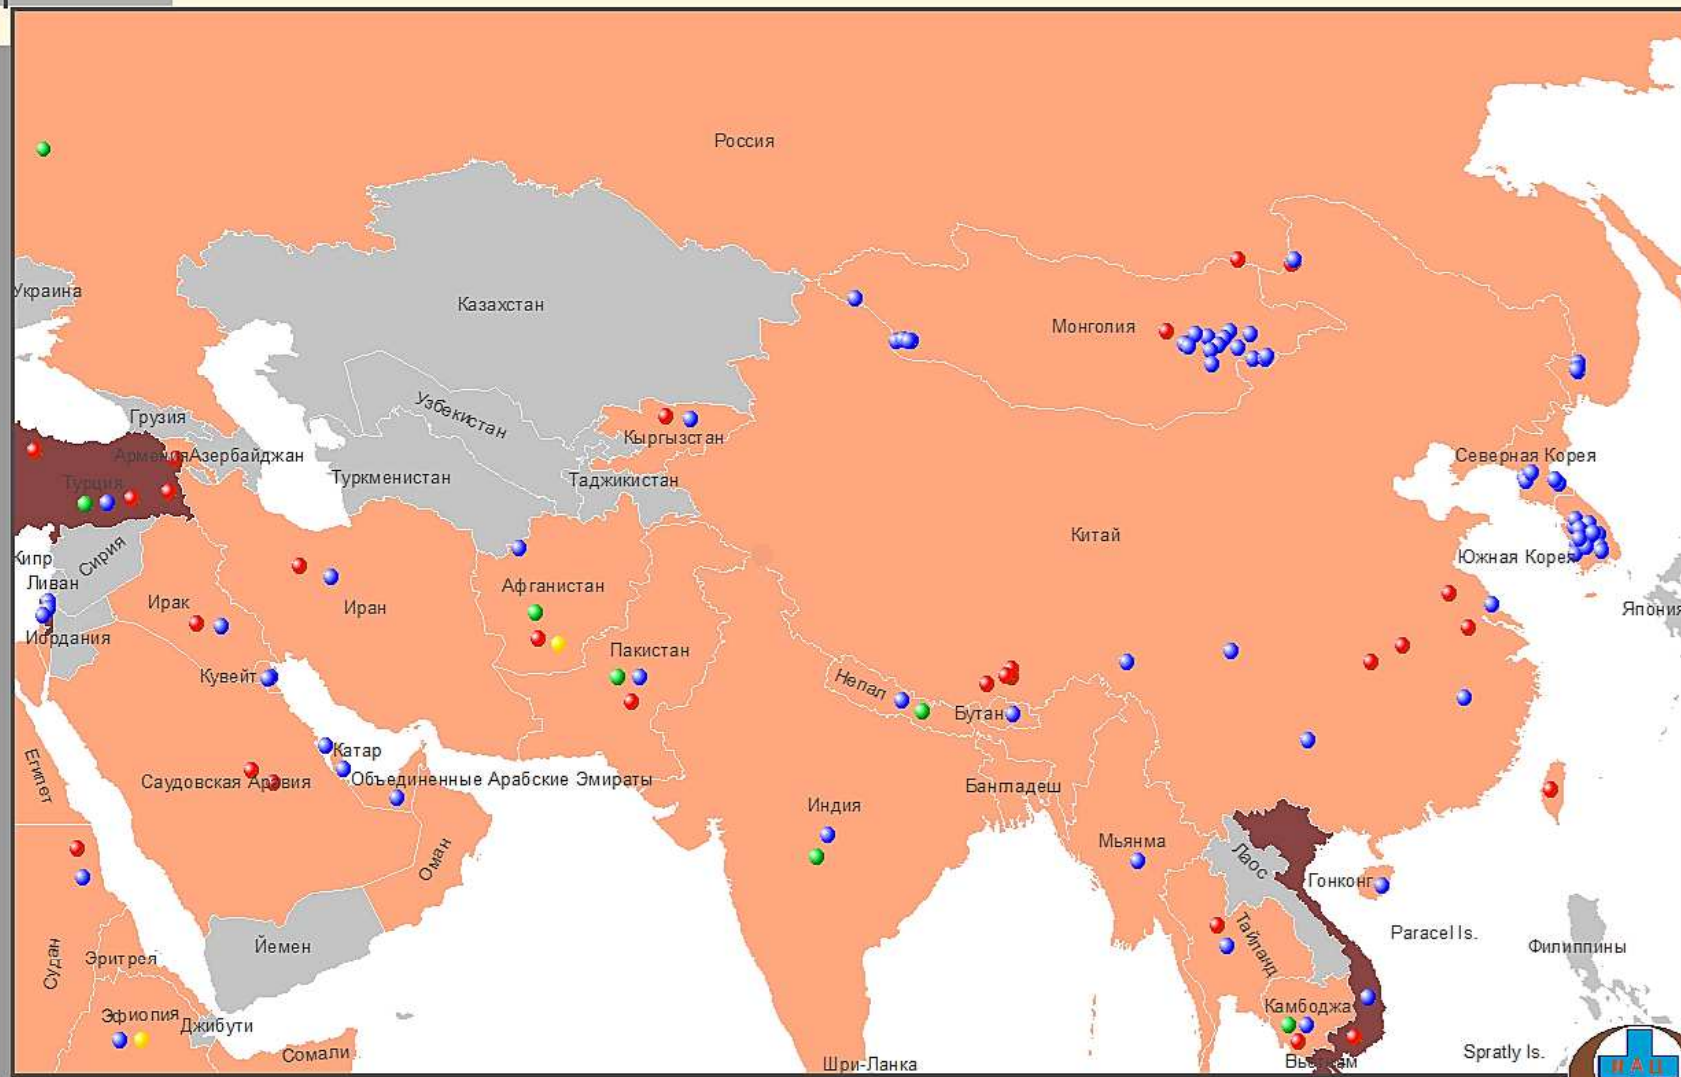 Россия
Украина
Казахстан
Монголия
Грузия
Узбекистан
Кыргызстан
Армения
Азербайджан
Северная Корея
Турция
Туркменистан
Таджикистан
Китай
Сирия
Кипр
Южная Корея
Ливан
Афганистан
Ирак
Иран
Япония
Иордания
Пакистан
Кувейт
Непал
Бутан
Катар
Египет
Саудовская Аравия
Объединенные Арабские Эмираты
Бангладеш
Индия
Оман
Мьянма
Лаос
Гонконг
Paracel Is.
Йемен
Судан
Эритрея
Тайланд
Филиппины
Эфиопия
Камбоджа
Джибути
Сомали
Шри-Ланка
Вьетнам
Spratly Is.
ИАЦ